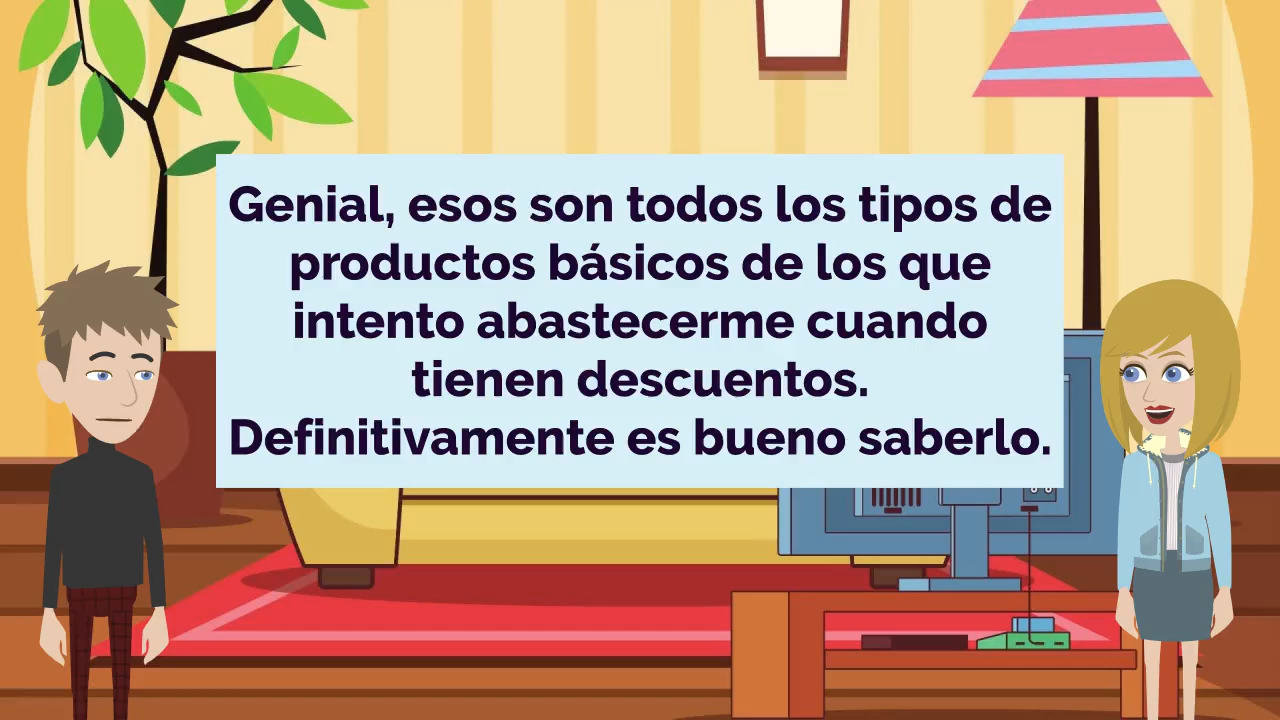 Genial, esos son todos los tipos de
productos básicos de los que
intento abastecerme cuando
tienen descuentos.
Definitivamente es bueno saberlo.